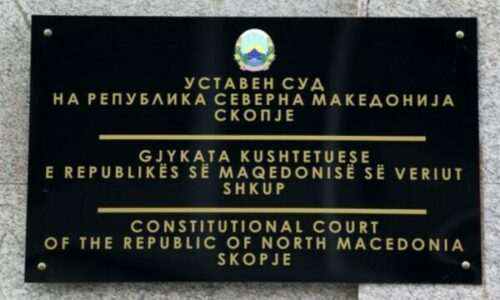 УСТАВЕН СУД
НА РЕПУБЛИКА СЕВЕРНА МАКЕДОНИЈА
СКОПЈЕ
GJYKATA KUSHTETUESE
E REPUBLIKËS SË MAQEDONISË SË VERIUT
SHKUP
CONSTITUTIONAL COURT
OF THE REPUBLIC OF NORTH MACEDONIA
SKOPJE